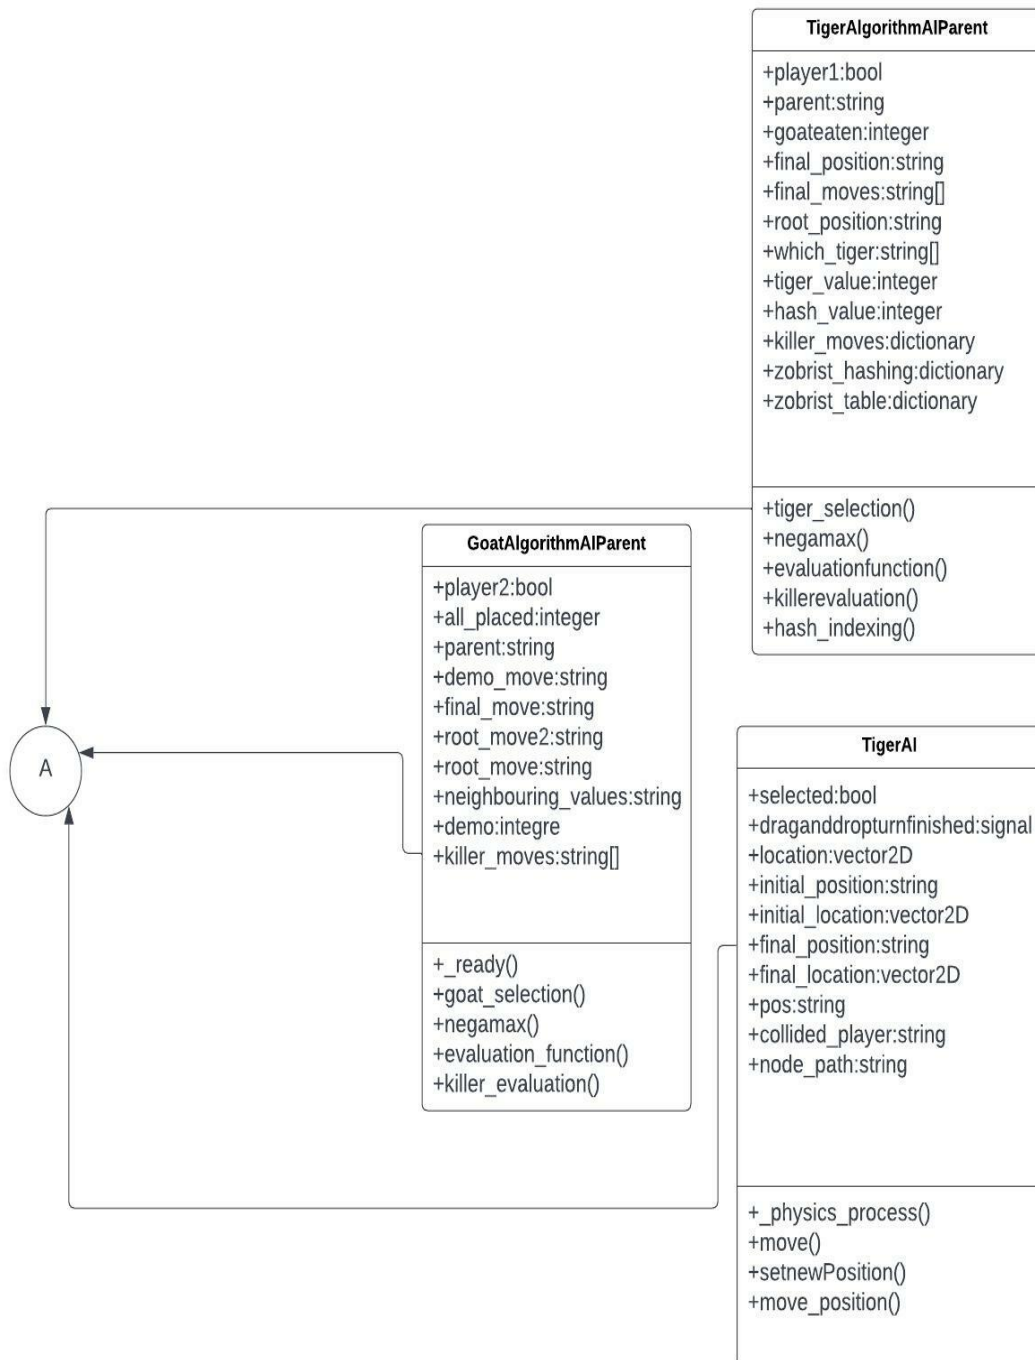 TigerAlgorithmAIParent
+player1:bool
+parent:string
+goateaten:integer
+final_position:string
+final_moves:string[]
+root_position:string
+which_tiger:string[]
+tiger_value:integer
+hash_value:integer
+killer_moves:dictionary
+zobrist_hashing:dictionary
+zobrist_table:dictionary
+tiger_selection()
+negamax()
+evaluationfunction()
+killerevaluation()
+hash_indexing()
GoatAlgorithmAIParent
+player2:bool
+all_placed:integer
+parent:string
+demo_move:string
+final_move:string
+root_move2:string
+root_move:string
+neighbouring_values:string
+demo:integre
+killer_moves:string[]
+_ready()
+goat_selection()
+negamax()
+evaluation_function()
+killer_evaluation()
A
TigerAI
+selected:bool
+draganddropturnfinished:signal
+location:vector2D
+initial_position:string
+initial_location:vector2D
+final_position:string
+final_location:vector2D
+pos:string
+collided_player:string
+node_path:string
+_physics_process()
+move()
+setnewPosition()
+move_position()